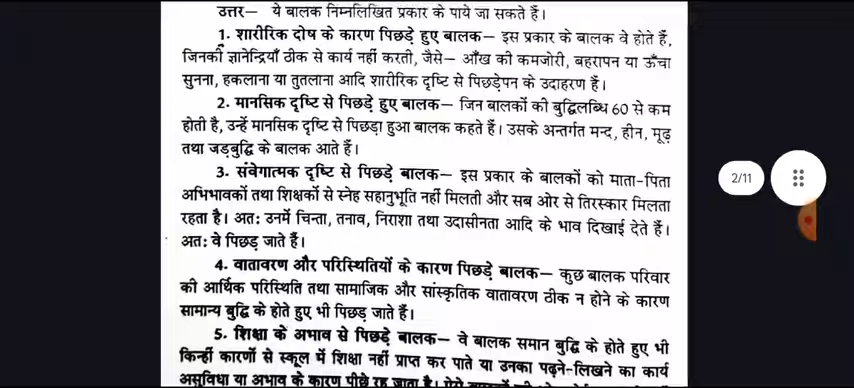 उत्तर— ये बालक निम्नलिखित प्रकार के पाये जा सकते हैं।
1. शारीरिक दोष के कारण पिछड़े हुए बालक— इस प्रकार के बालक वे होते हैं,
जिनकी ज्ञानेन्द्रियाँ ठीक से कार्य नहीं करती, जैसे— आँख की कमजोरी, बहरापन या ऊँचा
सुनना, हकलाना या तुतलाना आदि शारीरिक दृष्टि से पिछड़ेपन के उदाहरण हैं।
2. मानसिक दृष्टि से पिछड़े हुए बालक— जिन बालकों की बुद्धिलब्धि 60 से कम
होती है, उन्हें मानसिक दृष्टि से पिछड़ा हुआ बालक कहते हैं। उसके अन्तर्गत मन्द, हीन, मूढ़
तथा जड़बुद्धि के बालक आते हैं।
3. संवेगात्मक दृष्टि से पिछड़े बालक— इस प्रकार के बालकों को माता-पिता
अभिभावकों तथा शिक्षकों से स्नेह सहानुभूति नहीं मिलती और सब ओर से तिरस्कार मिलता
रहता है। अत: उनमें चिन्ता, तनाव, निराशा तथा उदासीनता आदि के भाव दिखाई देते हैं।
अत: वे पिछड़ जाते हैं।
4. वातावरण और परिस्थितियों के कारण पिछड़े बालक— कुछ बालक परिवार
की आर्थिक परिस्थिति तथा सामाजिक और सांस्कृतिक वातावरण ठीक न होने के कारण
सामान्य बुद्धि के होते हुए भी पिछड़ जाते हैं।
5. शिक्षा के अभाव से पिछड़े बालक— वे बालक समान बुद्धि के होते हुए भी
किन्हीं कारणों से स्कूल में शिक्षा नहीं प्राप्त कर पाते या उनका पढ़ने-लिखने का कार्य
असुविधा या अभाव के कारण पीछे रह जाता है।
2/11